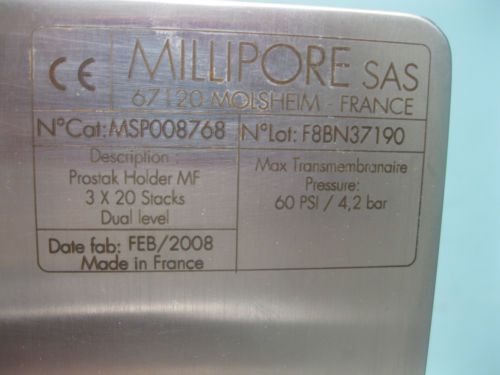 CE MILLIPORE SAS
67120 MOLSHEIM - FRANCE
N°Cat: MSP008768
N°Lot: F8BN37190
Description :
Prostak Holder MF
3 X 20 Stacks
Dual level
Max Transmembranaire
Pressure:
60 PSI / 4,2 bar
Date fab: FEB/2008
Made in France